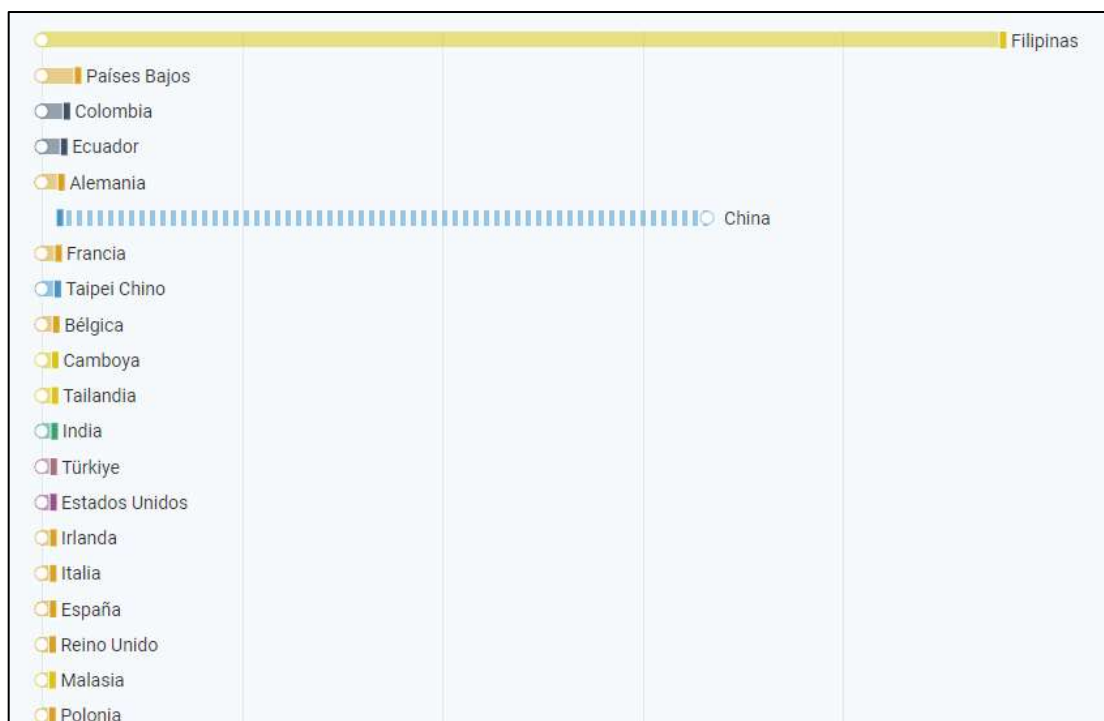 Filipinas
Países Bajos
Colombia
Ecuador
Alemania
China
Francia
Taipei Chino
Bélgica
Camboya
Tailandia
India
Türkiye
Estados Unidos
Irlanda
Italia
España
Reino Unido
Malasia
Polonia